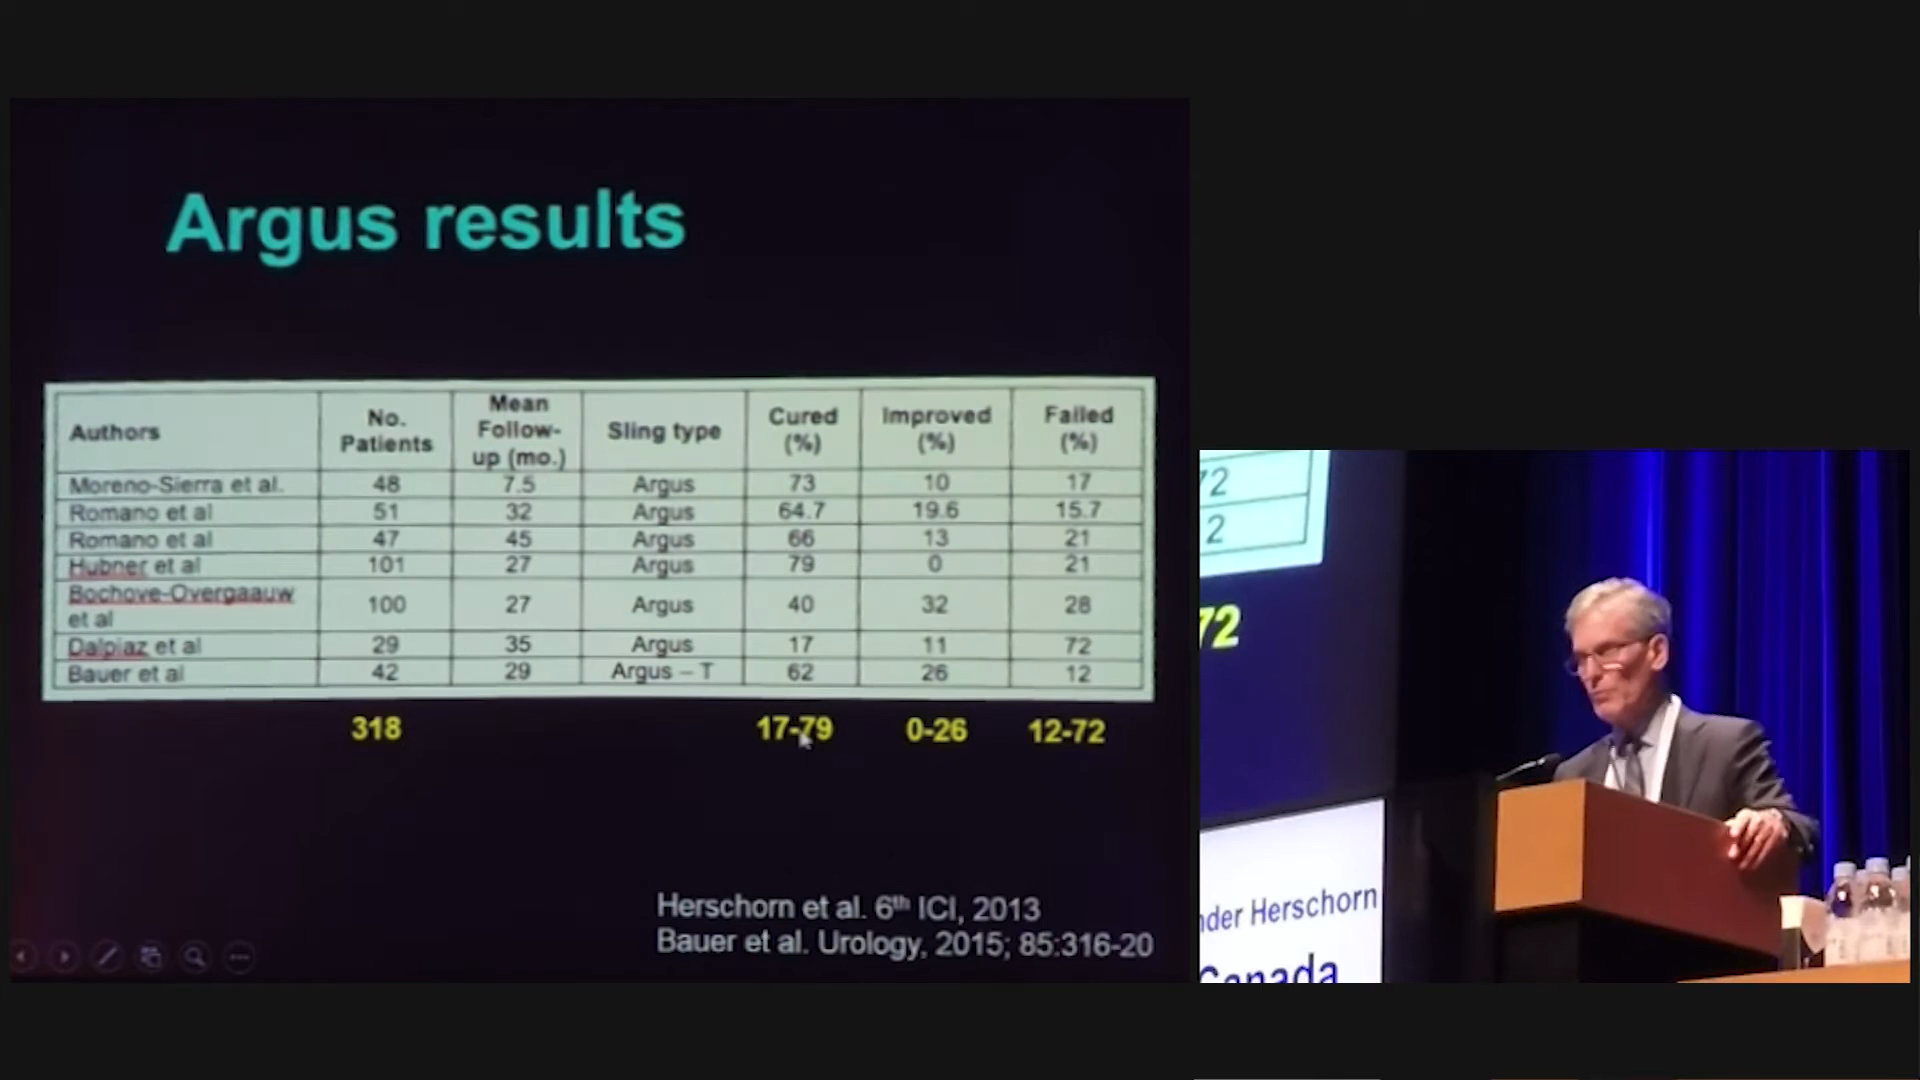 Argus results
Authors No. Patients Mean Follow-up (mo.) Sling type Cured (%) Improved (%) Failed (%)
Moreno-Sierra et al. 48 7.5 Argus 73 10 17
Romano et al 51 32 Argus 64.7 19.6 15.7
Romano et al 47 45 Argus 66 13 21
Hubner et al 101 27 Argus 79 0 21
Bochove-Overgaauw et al 100 27 Argus 40 32 28
Dalpiaz et al 29 35 Argus 17 11 72
Bauer et al 42 29 Argus – T 62 26 12
318 17-79 0-26 12-72
Herschorn et al. 6th ICI, 2013
Bauer et al. Urology, 2015; 85:316-20
72
2
72
nder Herschorn
Canada